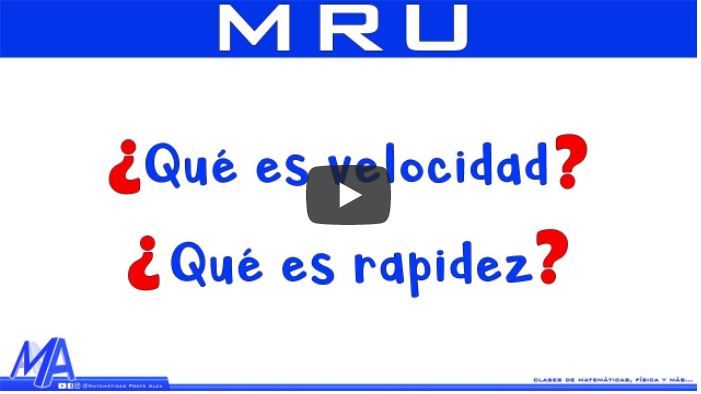 MRU
¿Qué es velocidad?
¿Qué es rapidez?
MA
@Matemáticas Profe Alex
clases de matemáticas, física y más...